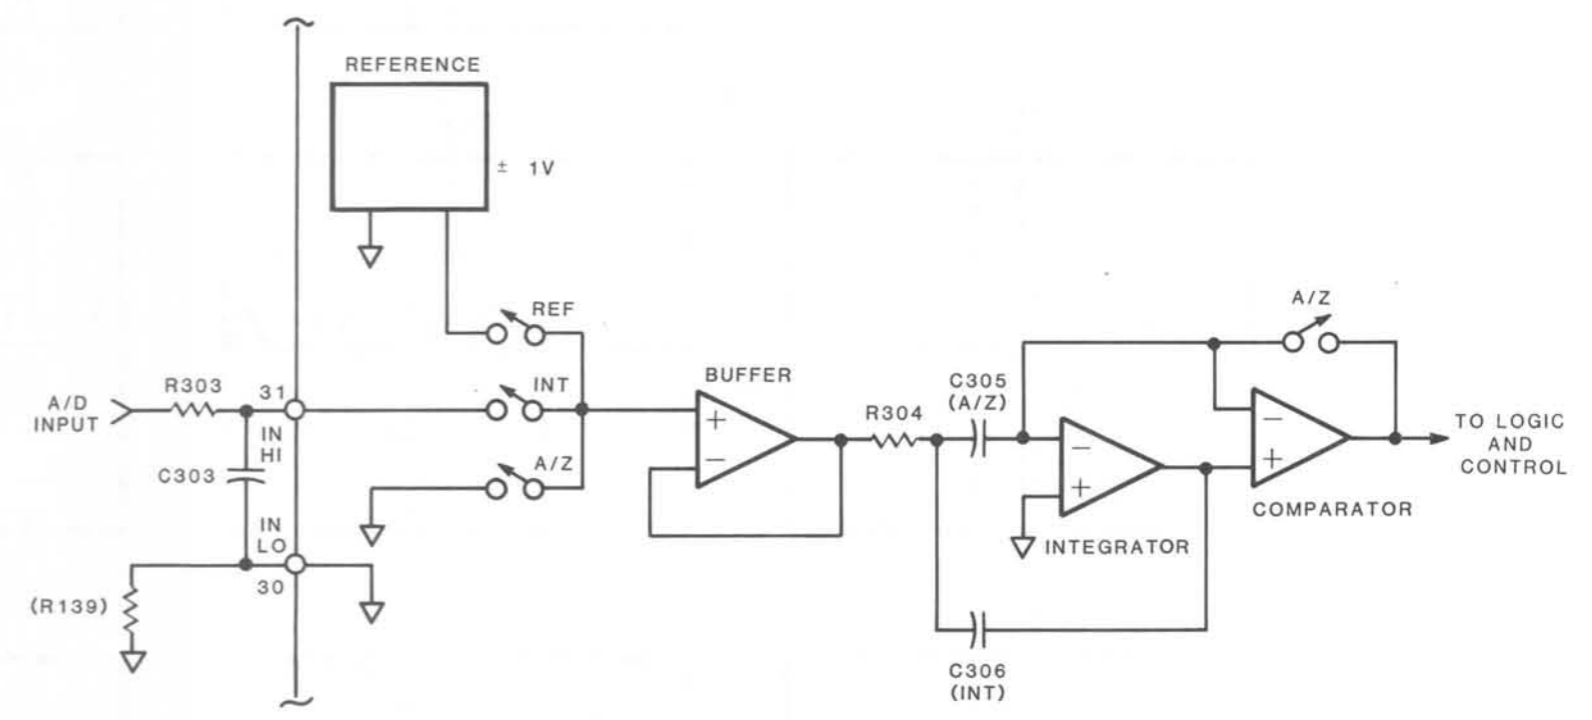 REFERENCE
± 1V
REF
A/Z
R303
31
INT
BUFFER
C305
(A/Z)
A/D
INPUT
R304
IN
HI
C303
A/Z
+
−
−
+
−
+
TO LOGIC
AND
CONTROL
IN
LO
COMPARATOR
INTEGRATOR
30
(R139)
C306
(INT)